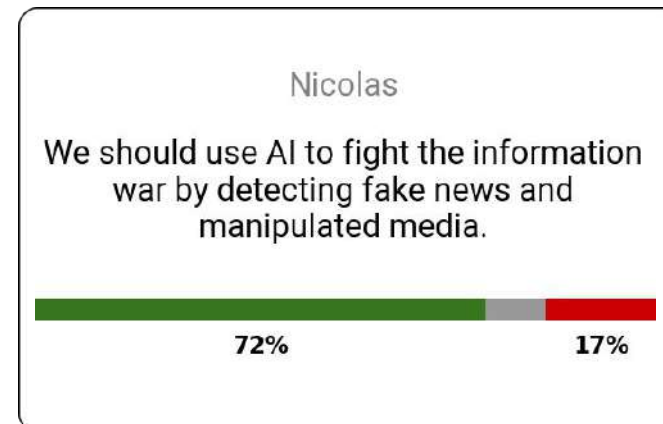 Nicolas
We should use AI to fight the information
war by detecting fake news and
manipulated media.
72% 17%